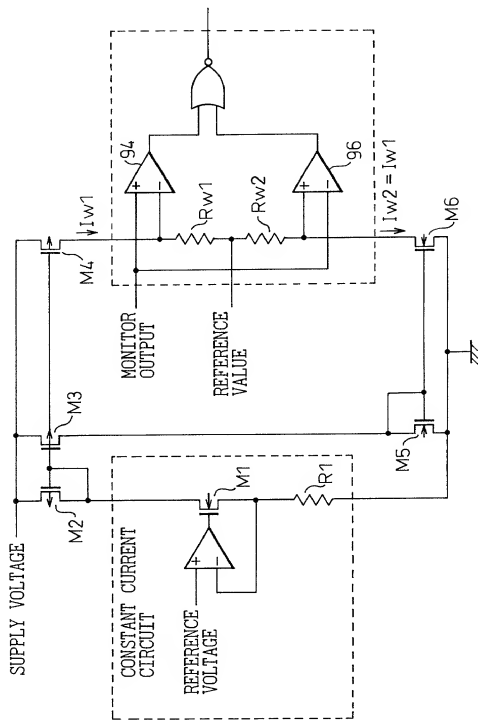 SUPPLY VOLTAGE
M2
M3
M4
Iw1
CONSTANT CURRENT
CIRCUIT
REFERENCE
VOLTAGE
+
−
M1
R1
MONITOR
OUTPUT
REFERENCE
VALUE
94
+
−
Rw1
Rw2
96
+
−
Iw2 = Iw1
M5
M6